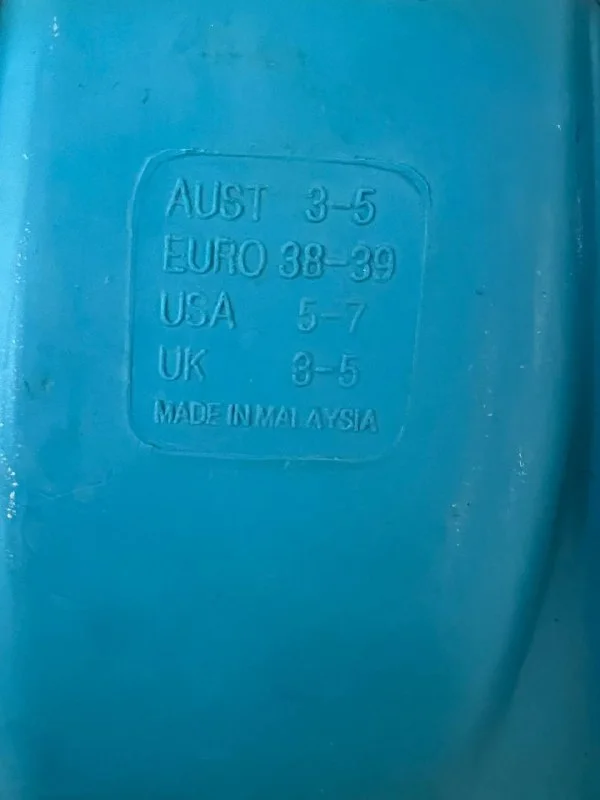 AUST 3-5
EURO 38-39
USA 5-7
UK 3-5
MADE IN MALAYSIA